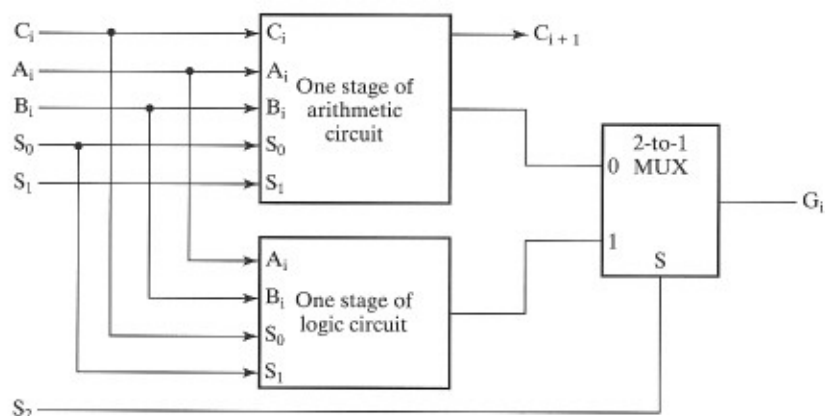 C_i
A_i
B_i
S_0
S_1
C_i
A_i
B_i
S_0
S_1
One stage of
arithmetic
circuit
C_{i + 1}
A_i
B_i
S_0
S_1
One stage of
logic circuit
2-to-1
MUX
0
1
S
G_i
S_2